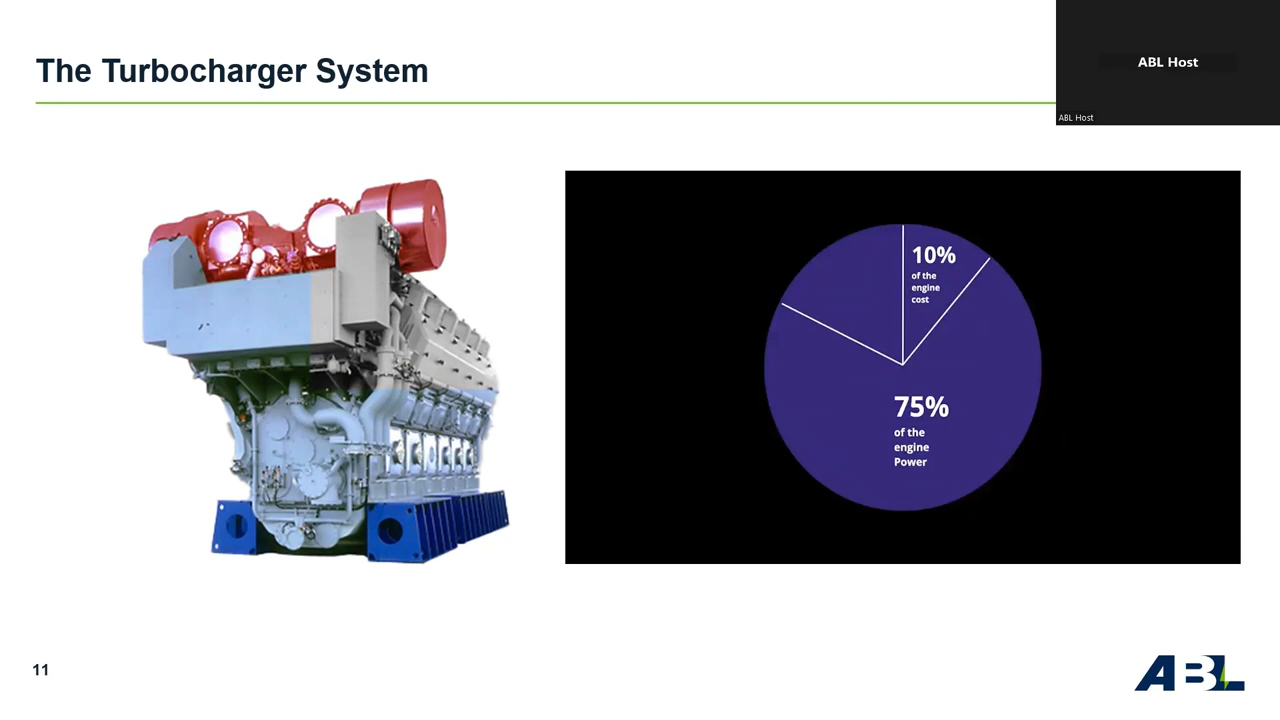 The Turbocharger System
ABL Host
ABL Host
10%
of the
engine
cost
75%
of the
engine
Power
11
ABL